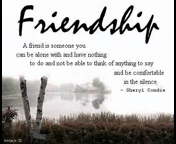 Friendship
A friend is someone you
can be alone with and have nothing
to do and not be able to think of anything to say
and be comfortable
in the silence.
- Sheryl Condie